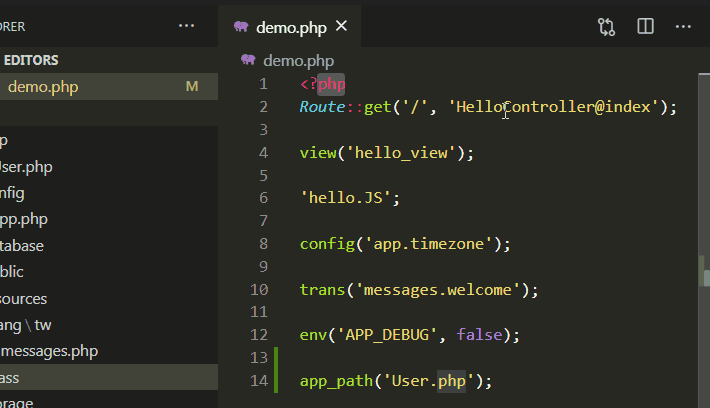 ORER
demo.php
EDITORS
demo.php M
demo.php
1 <?php
2 Route::get('/', 'HelloController@index');
3
4 view('hello_view');
5
6 'hello.JS';
7
8 config('app.timezone');
9
10 trans('messages.welcome');
11
12 env('APP_DEBUG', false);
13
14 app_path('User.php');
p
User.php
nfig
pp.php
tabase
blic
sources
ang \ tw
messages.php
ass
orage